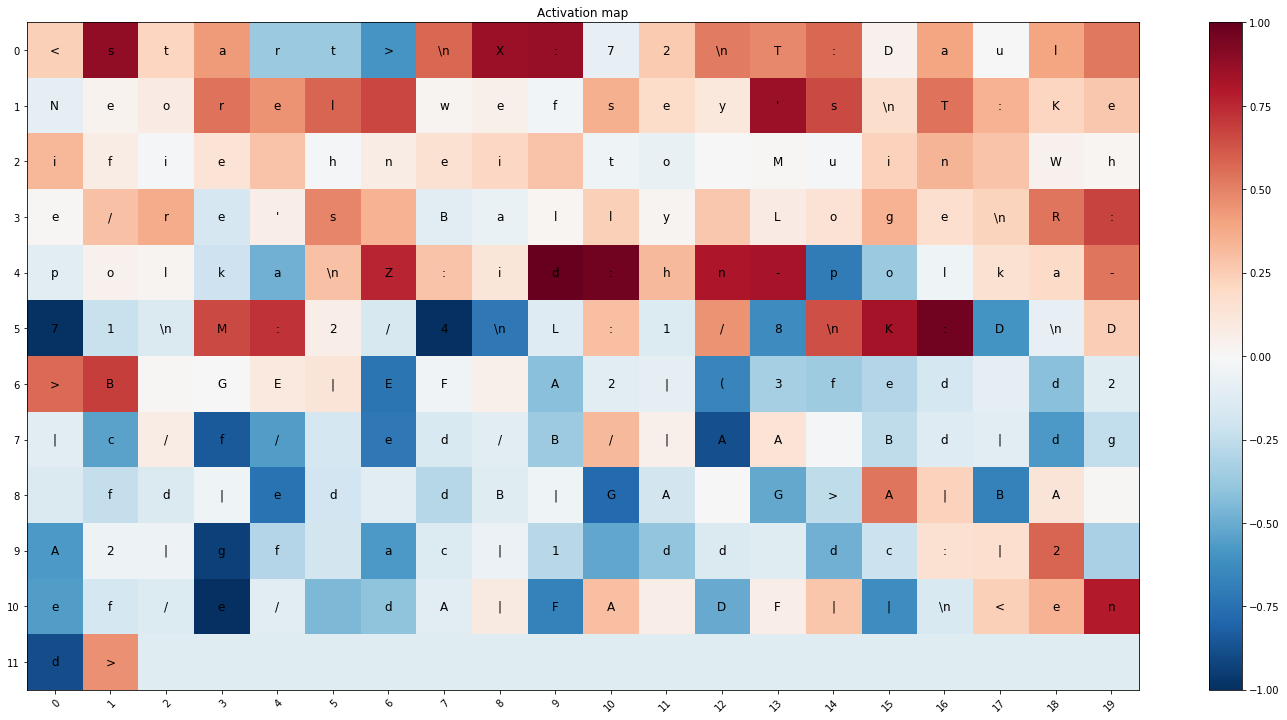 Activation map
0 < s t a r t > \n X : 7 2 \n T : D a u l
1 N e o r e l w e f s e y ' s \n T : K e
2 i f i e h n e i t o M u i n W h
3 e / r e ' s B a l l y L o g e \n R :
4 p o l k a \n Z : i d : h n - p o l k a -
5 7 1 \n M : 2 / 4 \n L : 1 / 8 \n K : D \n D
6 > B G E | E F A 2 | ( 3 f e d d 2
7 | c / f / e d / B / | A A B d | d g
8 f d | e d d B | G A G > A | B A
9 A 2 | g f a c | 1 d d d c : | 2
10 e f / e / d A | F A D F | | \n < e n
11 d >
0 1 2 3 4 5 6 7 8 9 10 11 12 13 14 15 16 17 18 19
1.00
0.75
0.50
0.25
0.00
−0.25
−0.50
−0.75
−1.00